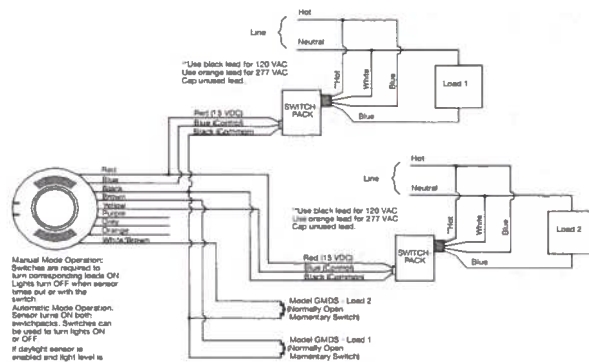 Hot
Line
Neutral
**Use black lead for 120 VAC
Use orange lead for 277 VAC
Cap unused lead.
**Hot
White
Blue
Load 1
SWITCH-
PACK
Blue
Red (15 VDC)
Blue (Control)
Black (Common)
Red
Blue
Black
Brown
Yellow
Purple
Grey
Orange
White/Brown
Hot
Line
Neutral
**Use black lead for 120 VAC
Use orange lead for 277 VAC
Cap unused lead.
**Hot
White
Blue
Load 2
SWITCH-
PACK
Blue
Red (15 VDC)
Blue (Control)
Black (Common)
Manual Mode Operation:
Switches are required to
turn corresponding loads ON
Lights turn OFF when sensor
times out or with the
switch
Automatic Mode Operation.
Sensor turns ON both
switchpacks. Switches can
be used to turn lights ON
or OFF.
If daylight sensor is
enabled and light level is
Model GMDS - Load 2
(Normally Open
Momentary Switch)
Model GMDS - Load 1
(Normally Open
Momentary Switch)